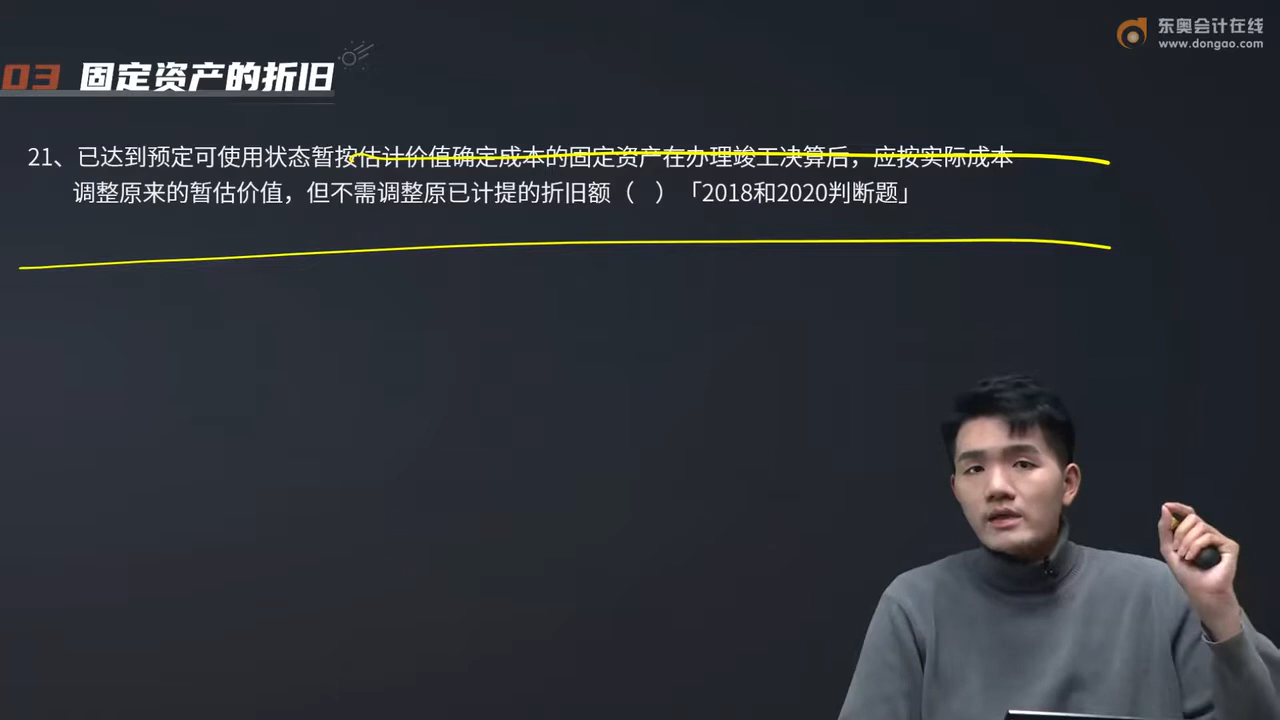 东奥会计在线
www.dongao.com
03 固定资产的折旧
21、已达到预定可使用状态暂按估计价值确定成本的固定资产在办理竣工决算后，应按实际成本
调整原来的暂估价值，但不需调整原已计提的折旧额（ ）「2018和2020判断题」